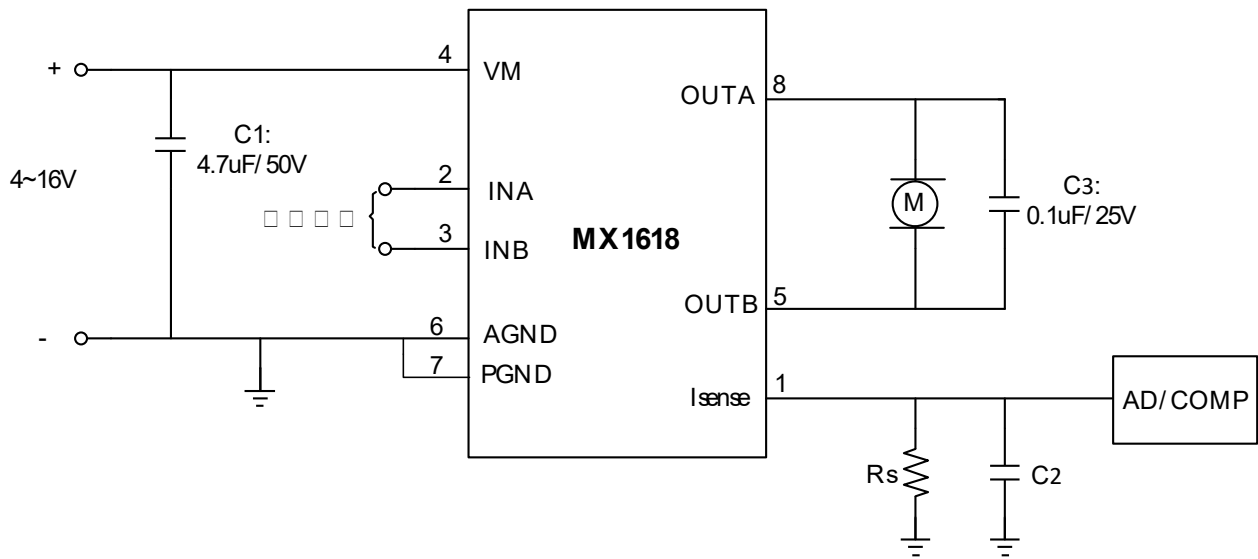 +
4
VM
C1:
4.7uF/50V
4~16V
2
INA
3
INB
MX1618
-
6
AGND
7
PGND
OUTA
8
M
C3:
0.1uF/25V
OUTB
5
Isense
1
AD/COMP
Rs
C2